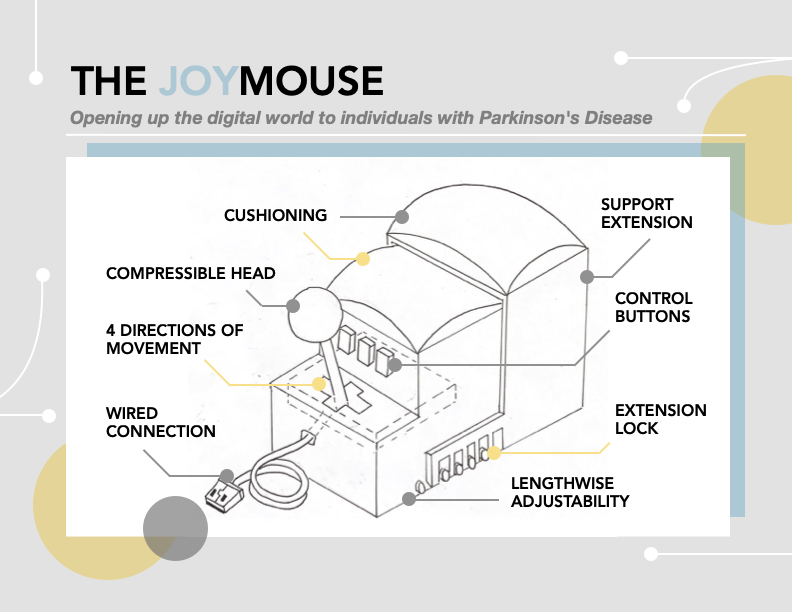 THE JOYMOUSE
Opening up the digital world to individuals with Parkinson's Disease
CUSHIONING
SUPPORT
EXTENSION
COMPRESSIBLE HEAD
CONTROL
BUTTONS
4 DIRECTIONS OF
MOVEMENT
WIRED
CONNECTION
EXTENSION
LOCK
LENGTHWISE
ADJUSTABILITY